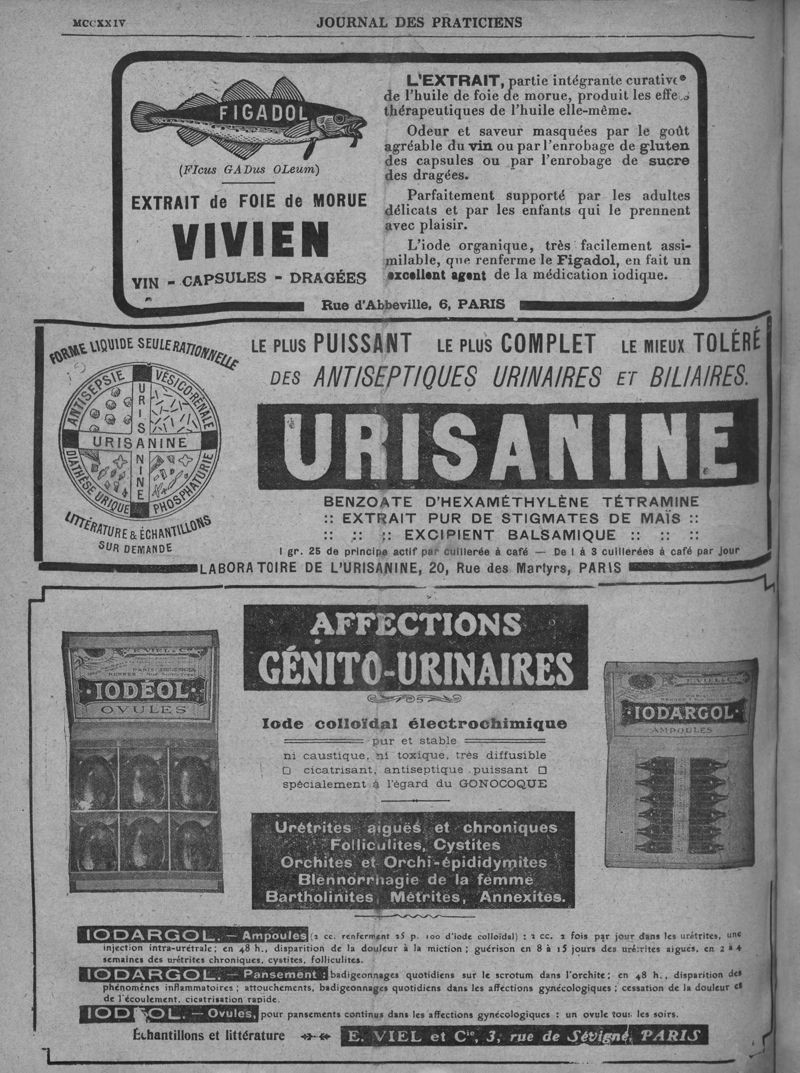 MCCXXIV
JOURNAL DES PRATICIENS
FIGADOL
(FIcus GADus OLeum)
EXTRAIT de FOIE de MORUE
VIVIEN
VIN - CAPSULES - DRAGÉES
L'EXTRAIT, partie intégrante curative
de l'huile de foie de morue, produit les effets
thérapeutiques de l'huile elle-même.
Odeur et saveur masquées par le goût
agréable du vin ou par l'enrobage de gluten
des capsules ou par l'enrobage de sucre
des dragées.
Parfaitement supporté par les adultes
délicats et par les enfants qui le prennent
avec plaisir.
L'iode organique, très facilement assi-
milable, que renferme le Figadol, en fait un
excellent agent de la médication iodique.
Rue d'Abbeville, 6, PARIS
FORME LIQUIDE SEULE RATIONNELLE
ANTISEPSIE VÉSICO-RÉNALE
URISANINE
URISANINE
DIATHÈSE URIQUE PHOSPHATURIE
LITTÉRATURE & ÉCHANTILLONS
SUR DEMANDE
LE PLUS PUISSANT LE PLUS COMPLET LE MIEUX TOLÉRÉ
DES ANTISEPTIQUES URINAIRES ET BILIAIRES.
URISANINE
BENZOATE D'HEXAMÉTHYLÈNE TÉTRAMINE
:: EXTRAIT PUR DE STIGMATES DE MAÏS ::
:: :: :: EXCIPIENT BALSAMIQUE :: :: ::
1 gr. 25 de principe actif par cuillerée à café — De 1 à 3 cuillerées à café par jour
LABORATOIRE DE L'URISANINE, 20, Rue des Martyrs, PARIS
AFFECTIONS
GÉNITO-URINAIRES
E. VIEL & Cie
IODÉOL
OVULES
E. VIEL & Cie
IODARGOL
AMPOULES
Iode colloïdal électrochimique
pur et stable
ni caustique, ni toxique, très diffusible
cicatrisant, antiseptique puissant
spécialement à l'égard du GONOCOQUE
Urétrites aiguës et chroniques
Folliculites, Cystites
Orchites et Orchi-épididymites
Blennorrhagie de la femme
Bartholinites, Métrites, Annexites.
IODARGOL. — Ampoules (2 cc. renferment 25 p. 100 d'iode colloïdal) : 2 cc. 2 fois par jour dans les urétrites, une
injection intra-urétrale; en 48 h., disparition de la douleur à la miction; guérison en 8 à 15 jours des urétrites aigues, en 2 à 4
semaines des urétrites chroniques, cystites, folliculites.
IODARGOL. — Pansement : badigeonnages quotidiens sur le scrotum dans l'orchite; en 48 h., disparition des
phénomènes inflammatoires; attouchements, badigeonnages quotidiens dans les affections gynécologiques; cessation de la douleur et
de l'écoulement, cicatrisation rapide.
IOD OL. — Ovules, pour pansements continus dans les affections gynécologiques : un ovule tous les soirs.
Échantillons et littérature
E. VIEL et Cie, 3, rue de Sévigné, PARIS